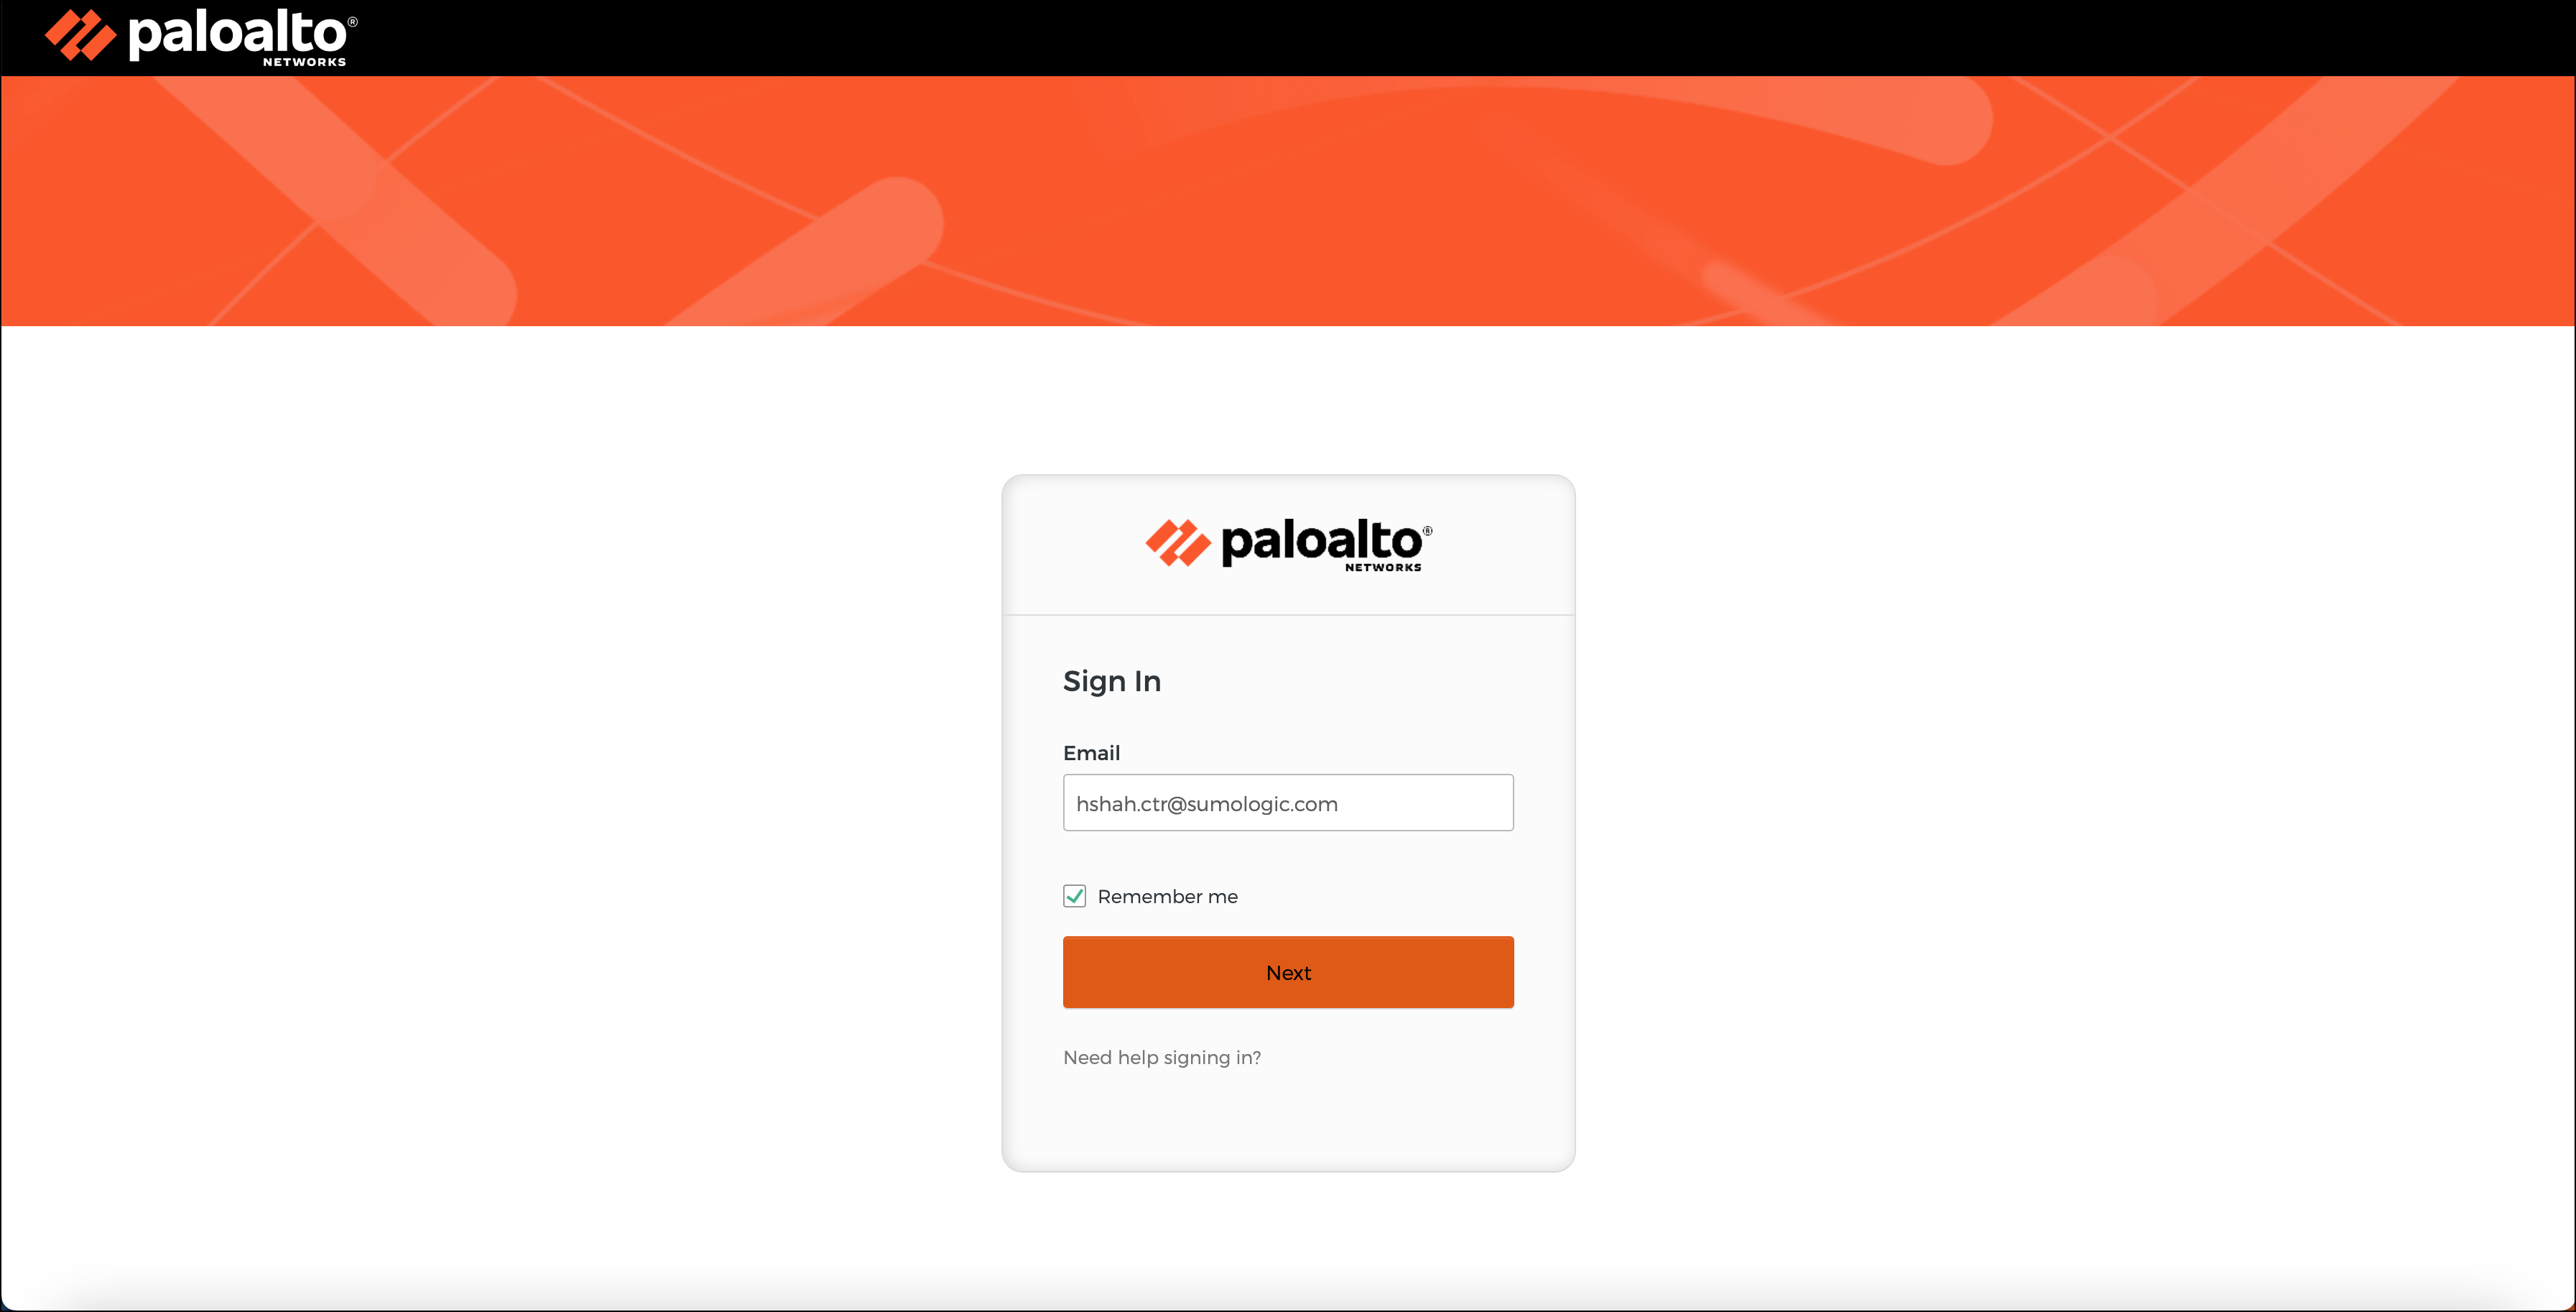 paloalto®
NETWORKS
paloalto®
NETWORKS
Sign In
Email
hshah.ctr@sumologic.com
Remember me
Next
Need help signing in?